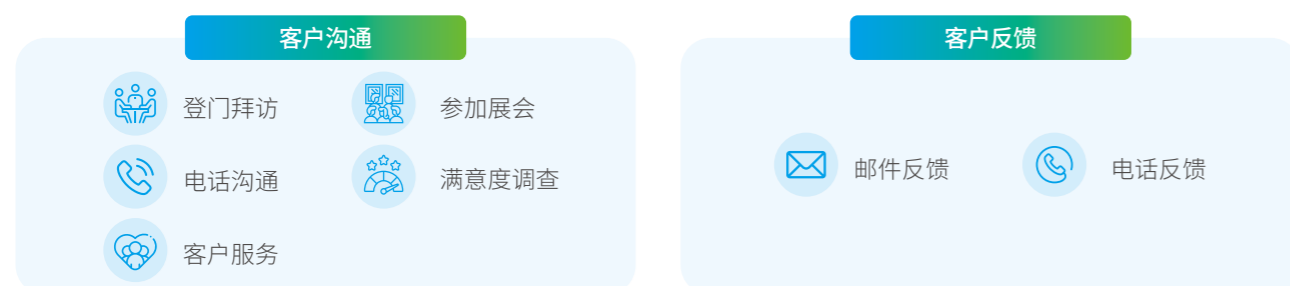 客户沟通
登门拜访
参加展会
电话沟通
满意度调查
客户服务
客户反馈
邮件反馈
电话反馈